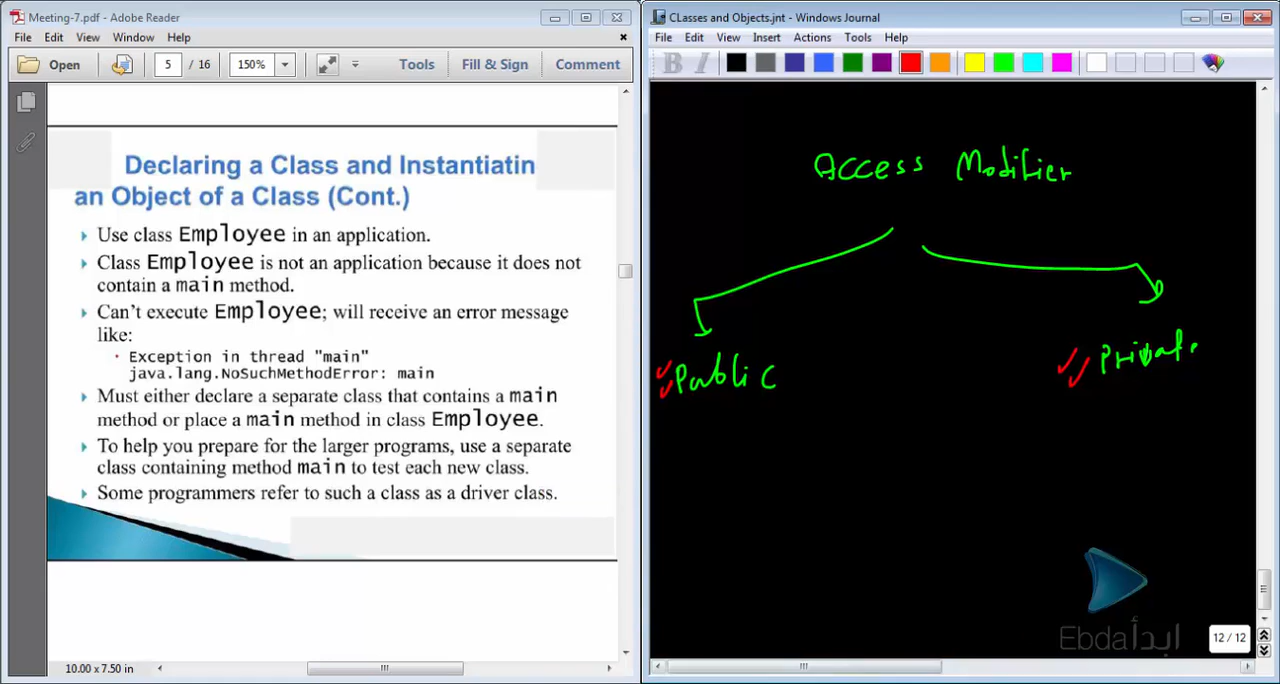 Meeting-7.pdf - Adobe Reader
File Edit View Window Help
Open 5 / 16 150% Tools Fill & Sign Comment
Declaring a Class and Instantiatin
an Object of a Class (Cont.)
Use class Employee in an application.
Class Employee is not an application because it does not
contain a main method.
Can't execute Employee; will receive an error message
like:
Exception in thread "main"
java.lang.NoSuchMethodError: main
Must either declare a separate class that contains a main
method or place a main method in class Employee.
To help you prepare for the larger programs, use a separate
class containing method main to test each new class.
Some programmers refer to such a class as a driver class.
10.00 x 7.50 in
CLasses and Objects.jnt - Windows Journal
File Edit View Insert Actions Tools Help
B I
Access Modifier
Public
Private
Ebda ابدأ
12 / 12